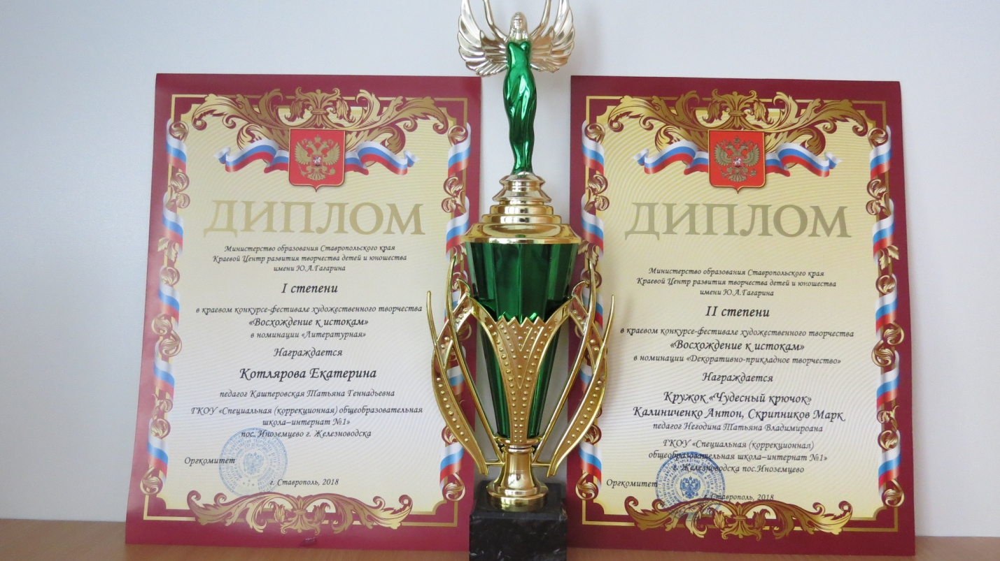 ДИПЛОМ
Министерство образования Ставропольского края
Краевой Центр развития творчества детей и юношества
имени Ю.А.Гагарина
I степени
в краевом конкурсе-фестивале художественного творчества
«Восхождение к истокам»
в номинации «Литературная»
Награждается
Котлярова Екатерина
педагог Кашперовская Татьяна Геннадьевна
ГКОУ «Специальная (коррекционная) общеобразовательная
школа–интернат №1»
пос. Иноземцево г. Железноводска
Оргкомитет
г. Ставрополь, 2018
ДИПЛОМ
Министерство образования Ставропольского края
Краевой Центр развития творчества детей и юношества
имени Ю.А.Гагарина
II степени
в краевом конкурсе-фестивале художественного творчества
«Восхождение к истокам»
в номинации «Декоративно-прикладное творчество»
Награждается
Кружок «Чудесный крючок»
Калиниченко Антон, Скрипников Марк
педагог Негодина Татьяна Владимироана
ГКОУ «Специальная (коррекционная)
общеобразовательная школа–интернат №1»
г. Железноводска пос.Иноземцево
Оргкомитет
г. Ставрополь, 2018